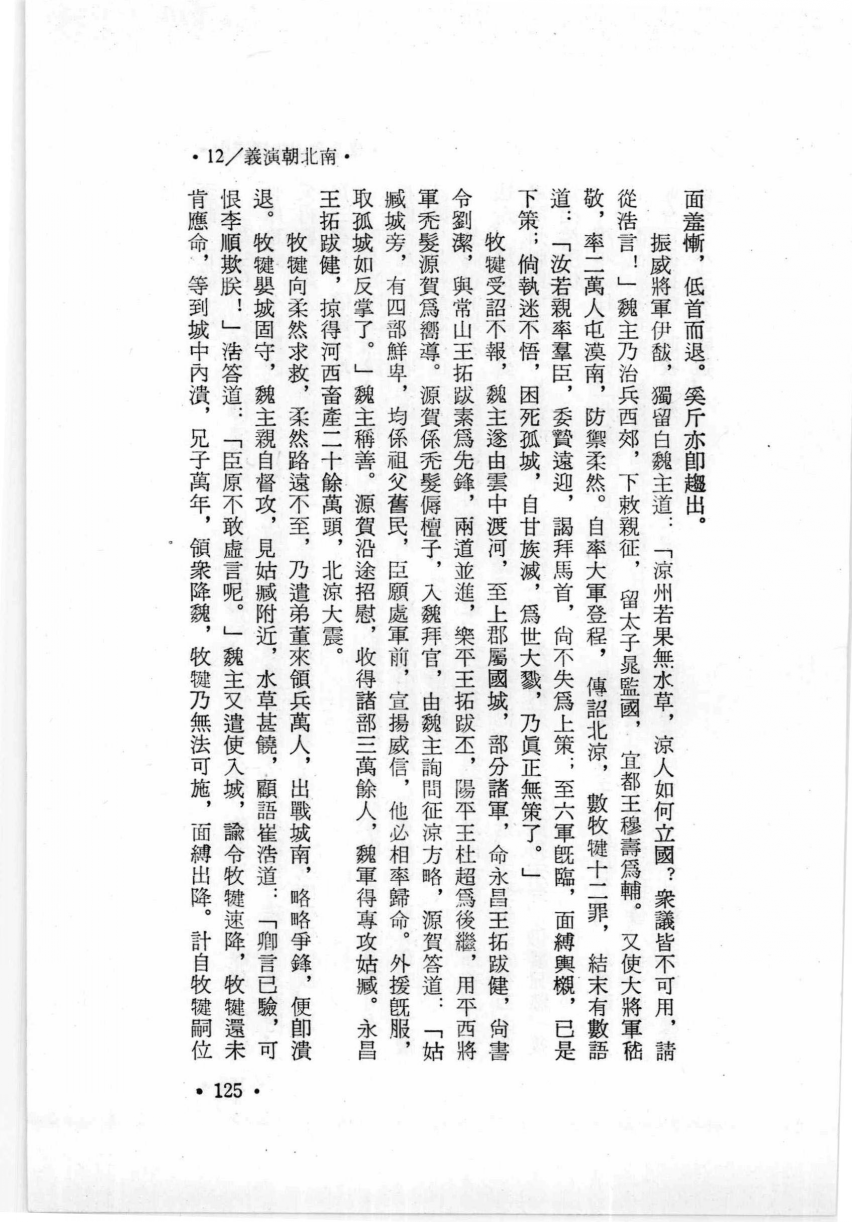 •12／義演朝北南•
面羞慚，低首而退。奚斤亦卽趨出。
振威將軍伊馛，獨留白魏主道：「涼州若果無水草，涼人如何立國？衆議皆不可用，請
從浩言！」魏主乃治兵西郊，下敕親征，留太子晃監國，宜都王穆壽爲輔。又使大將軍嵇
敬，率二萬人屯漠南，防禦柔然。自率大軍登程，傳詔北涼，數牧犍十二罪，結末有數語
道：「汝若親率羣臣，委贄遠迎，謁拜馬首，尙不失爲上策；至六軍旣臨，面縛輿櫬，已是
下策；倘執迷不悟，困死孤城，自甘族滅，爲世大戮，乃眞正無策了。」
牧犍受詔不報，魏主遂由雲中渡河，至上郡屬國城，部分諸軍，命永昌王拓跋健，尙書
令劉潔，與常山王拓跋素爲先鋒，兩道並進，樂平王拓跋丕，陽平王杜超爲後繼，用平西將
軍禿髮源賀爲嚮導。源賀係禿髮傉檀子，入魏拜官，由魏主詢問征涼方略，源賀答道：「姑
臧城旁，有四部鮮卑，均係祖父舊民，臣願處軍前，宣揚威信，他必相率歸命。外援旣服，
取孤城如反掌了。」魏主稱善。源賀沿途招慰，收得諸部三萬餘人，魏軍得專攻姑臧。永昌
王拓跋健，掠得河西畜產二十餘萬頭，北涼大震。
牧犍向柔然求救，柔然路遠不至，乃遣弟董來領兵萬人，出戰城南，略略爭鋒，便卽潰
退。牧犍嬰城固守，魏主親自督攻，見姑臧附近，水草甚饒，顧語崔浩道：「卿言已驗，可
恨李順欺朕！」浩答道：「臣原不敢虛言呢。」魏主又遣使入城，諭令牧犍速降，牧犍還未
肯應命，等到城中內潰，兄子萬年，領衆降魏，牧犍乃無法可施，面縛出降。計自牧犍嗣位
•125•